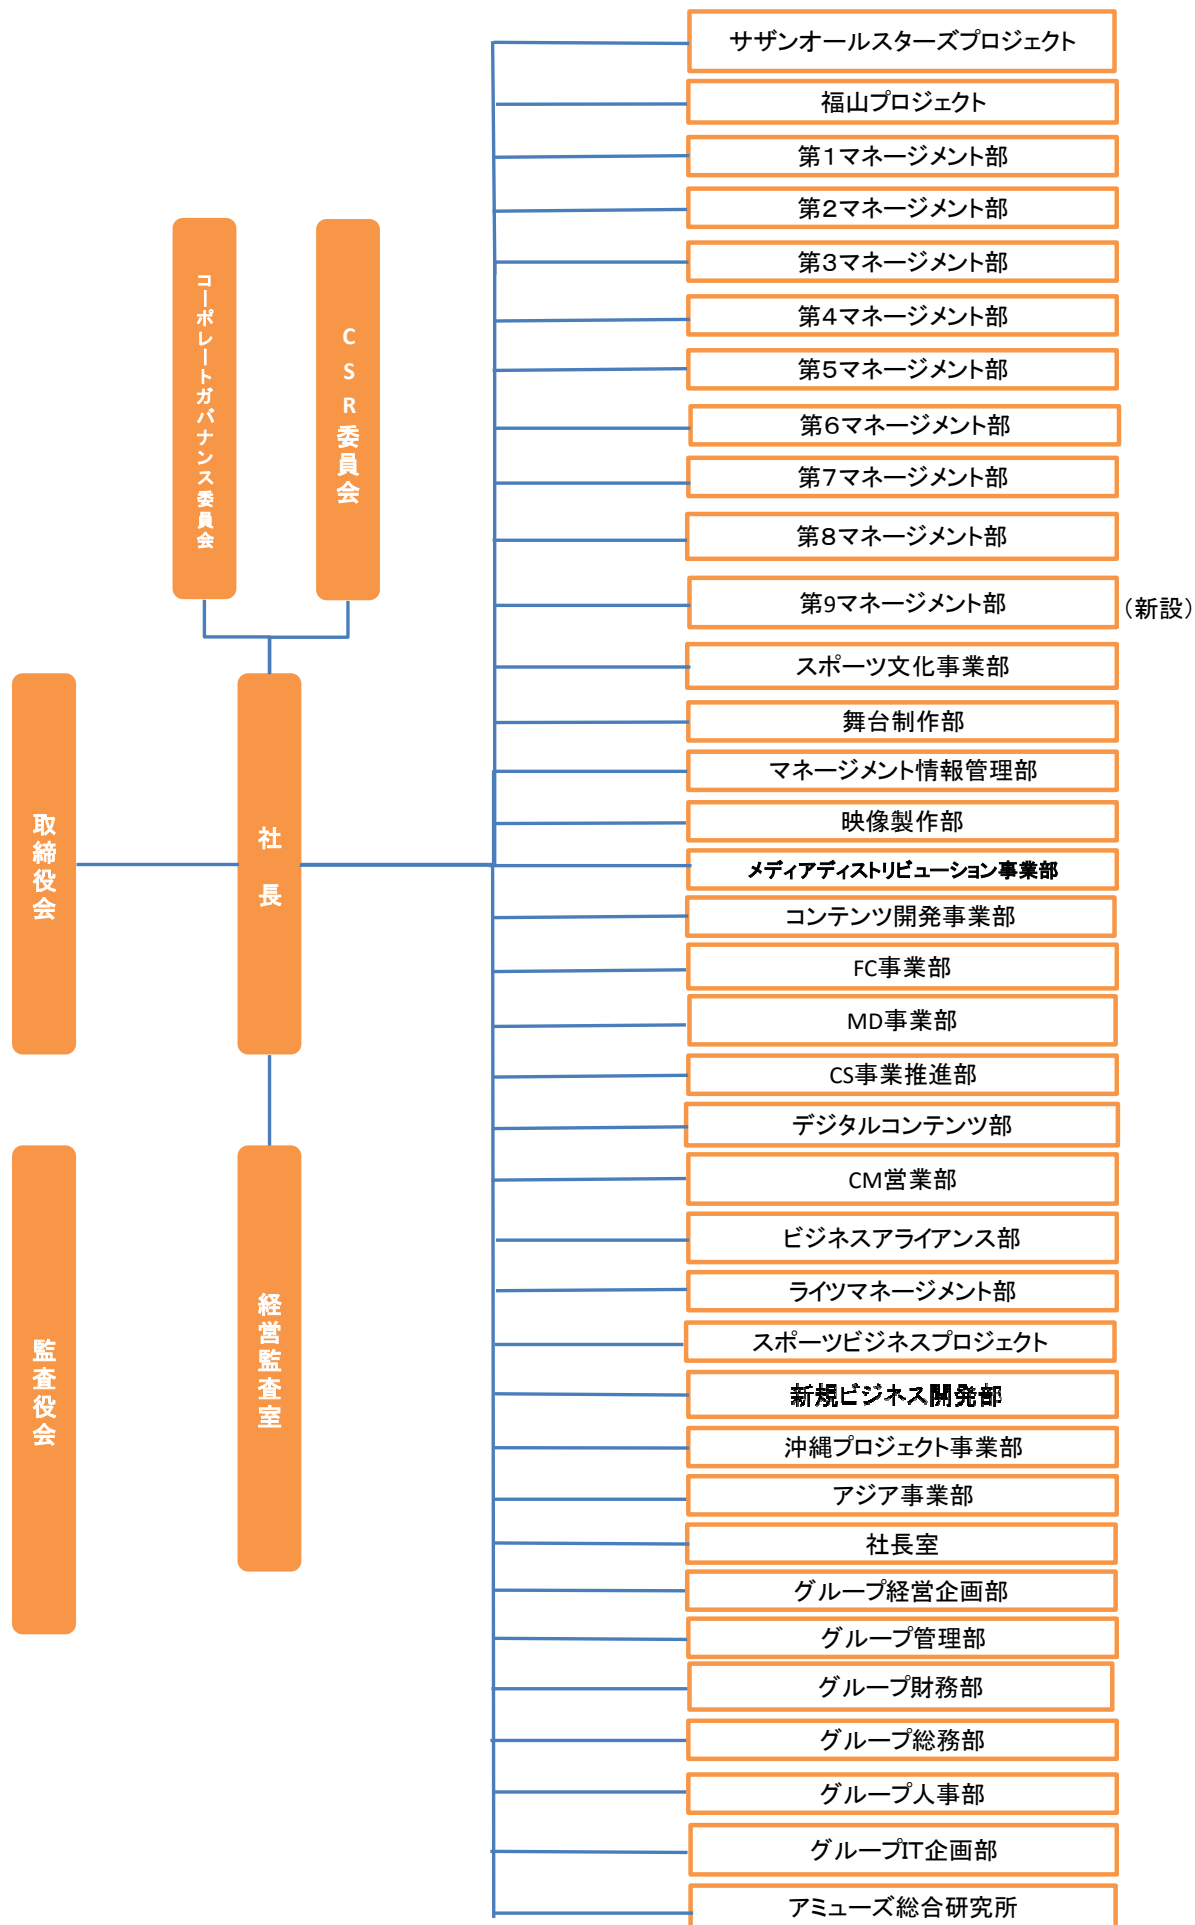 サザンオールスターズプロジェクト
福山プロジェクト
第1マネージメント部
第2マネージメント部
第3マネージメント部
第4マネージメント部
第5マネージメント部
第6マネージメント部
第7マネージメント部
第8マネージメント部
第9マネージメント部
（新設）
スポーツ文化事業部
舞台制作部
マネージメント情報管理部
映像製作部
メディアディストリビューション事業部
コンテンツ開発事業部
FC事業部
MD事業部
CS事業推進部
デジタルコンテンツ部
CM営業部
ビジネスアライアンス部
ライツマネージメント部
スポーツビジネスプロジェクト
新規ビジネス開発部
沖縄プロジェクト事業部
アジア事業部
社長室
グループ経営企画部
グループ管理部
グループ財務部
グループ総務部
グループ人事部
グループIT企画部
アミューズ総合研究所
コーポレートガバナンス委員会
CSR委員会
取締役会
社長
監査役会
経営監査室